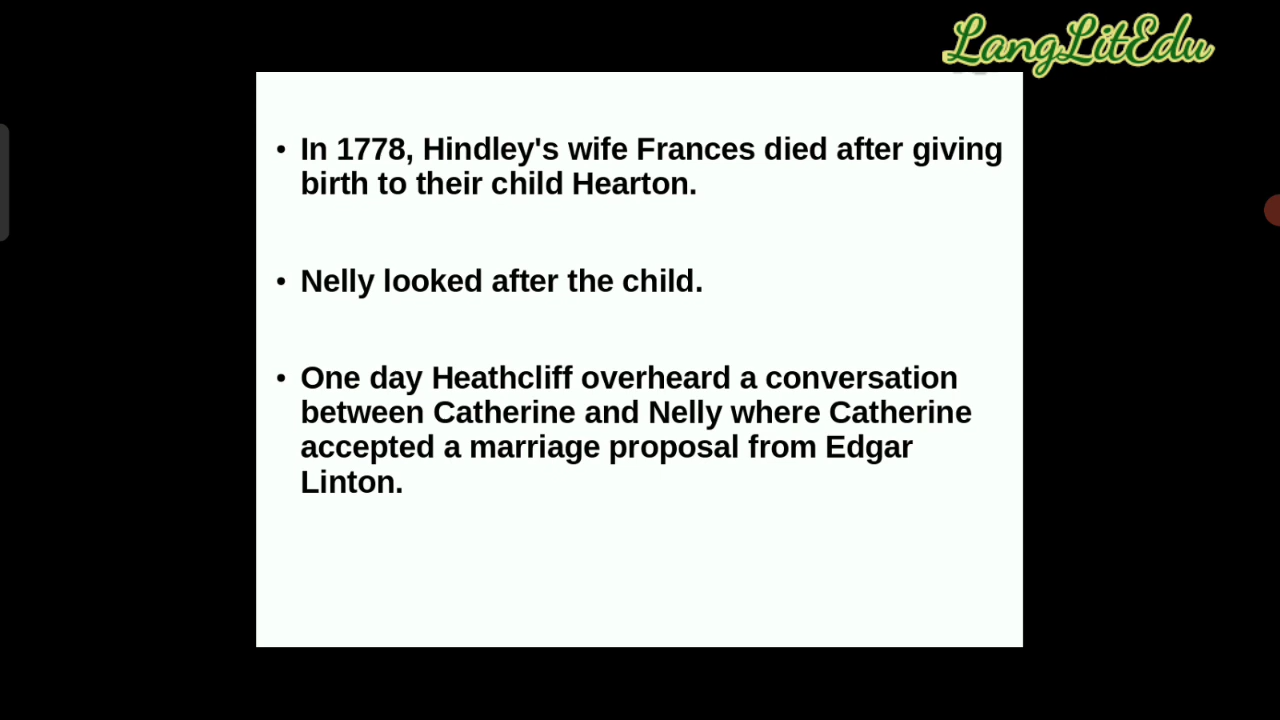 LangLitEdu
• In 1778, Hindley's wife Frances died after giving
birth to their child Hearton.
• Nelly looked after the child.
• One day Heathcliff overheard a conversation
between Catherine and Nelly where Catherine
accepted a marriage proposal from Edgar
Linton.